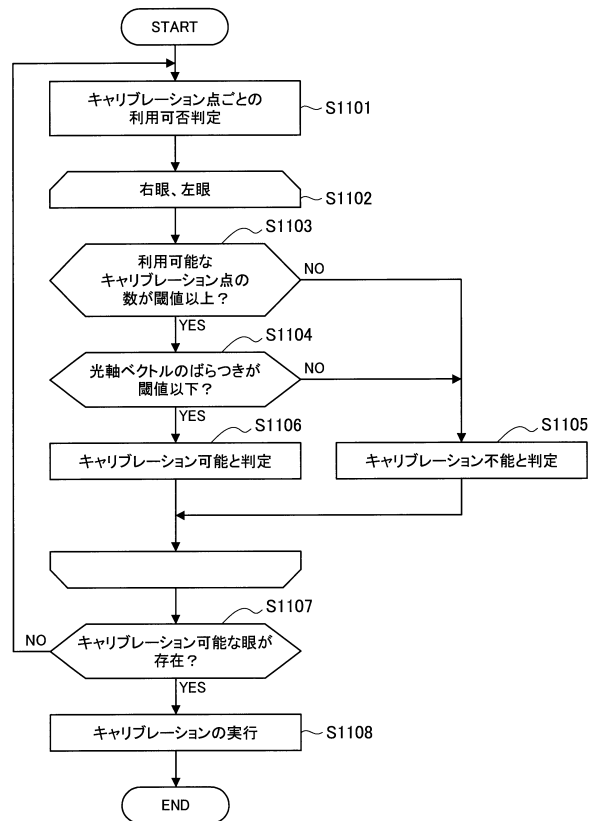 START
キャリブレーション点ごとの
利用可否判定
S1101
右眼、左眼
S1102
S1103
利用可能な
キャリブレーション点の
数が閾値以上？
NO
YES
S1104
光軸ベクトルのばらつきが
閾値以下？
NO
YES
S1106
キャリブレーション可能と判定
S1105
キャリブレーション不能と判定
S1107
キャリブレーション可能な眼が
存在？
NO
YES
キャリブレーションの実行
S1108
END